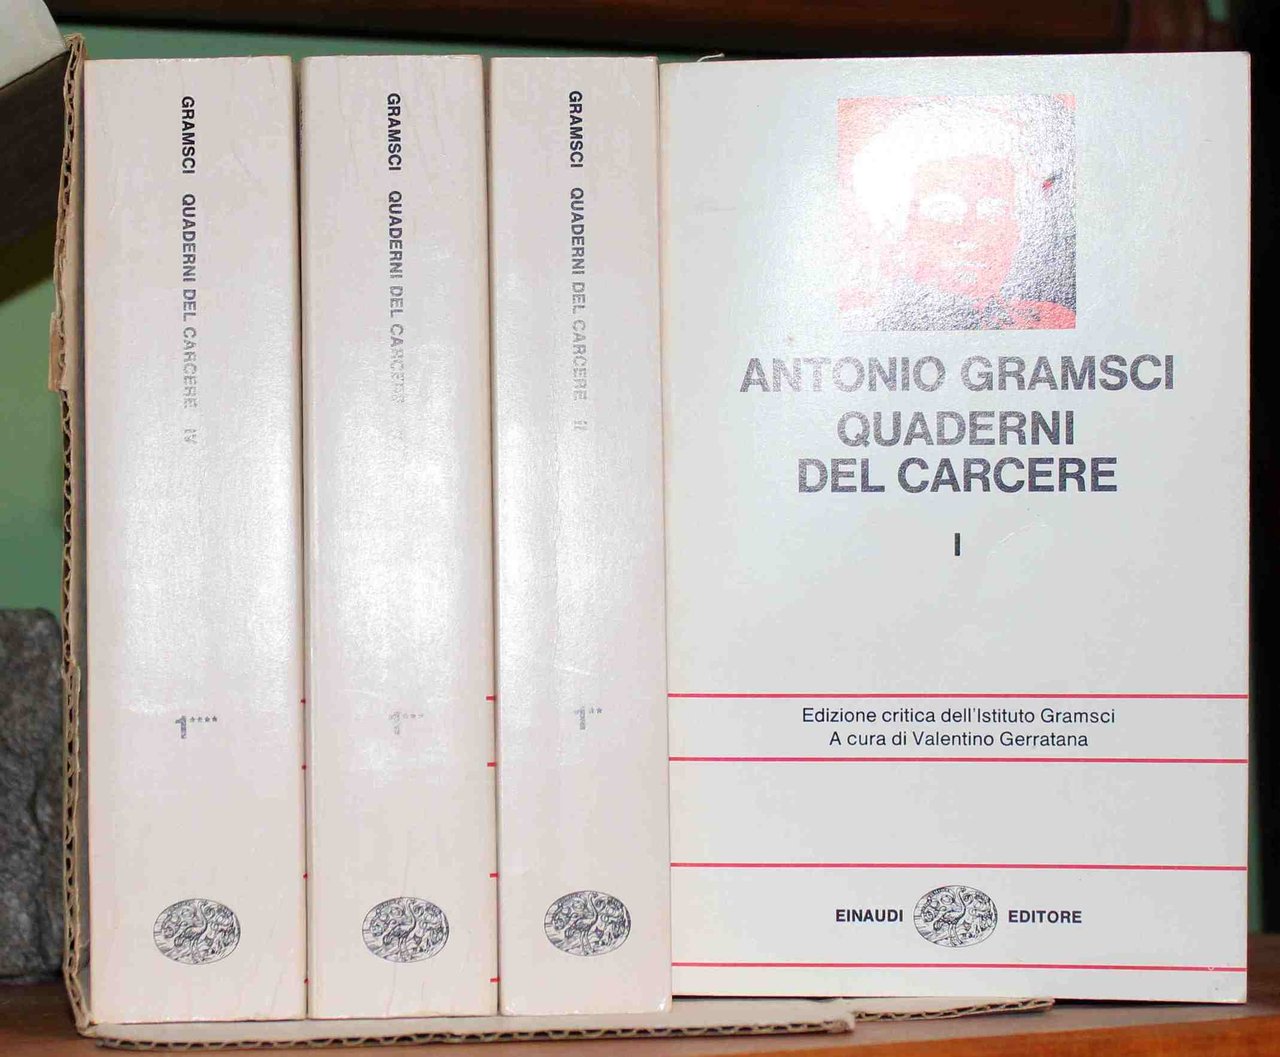 GRAMSCI QUADERNI DEL CARCERE IV
1****
GRAMSCI QUADERNI DEL CARCERE
GRAMSCI QUADERNI DEL CARCERE II
1**
ANTONIO GRAMSCI
QUADERNI
DEL CARCERE
I
Edizione critica dell'Istituto Gramsci
A cura di Valentino Gerratana
EINAUDI EDITORE